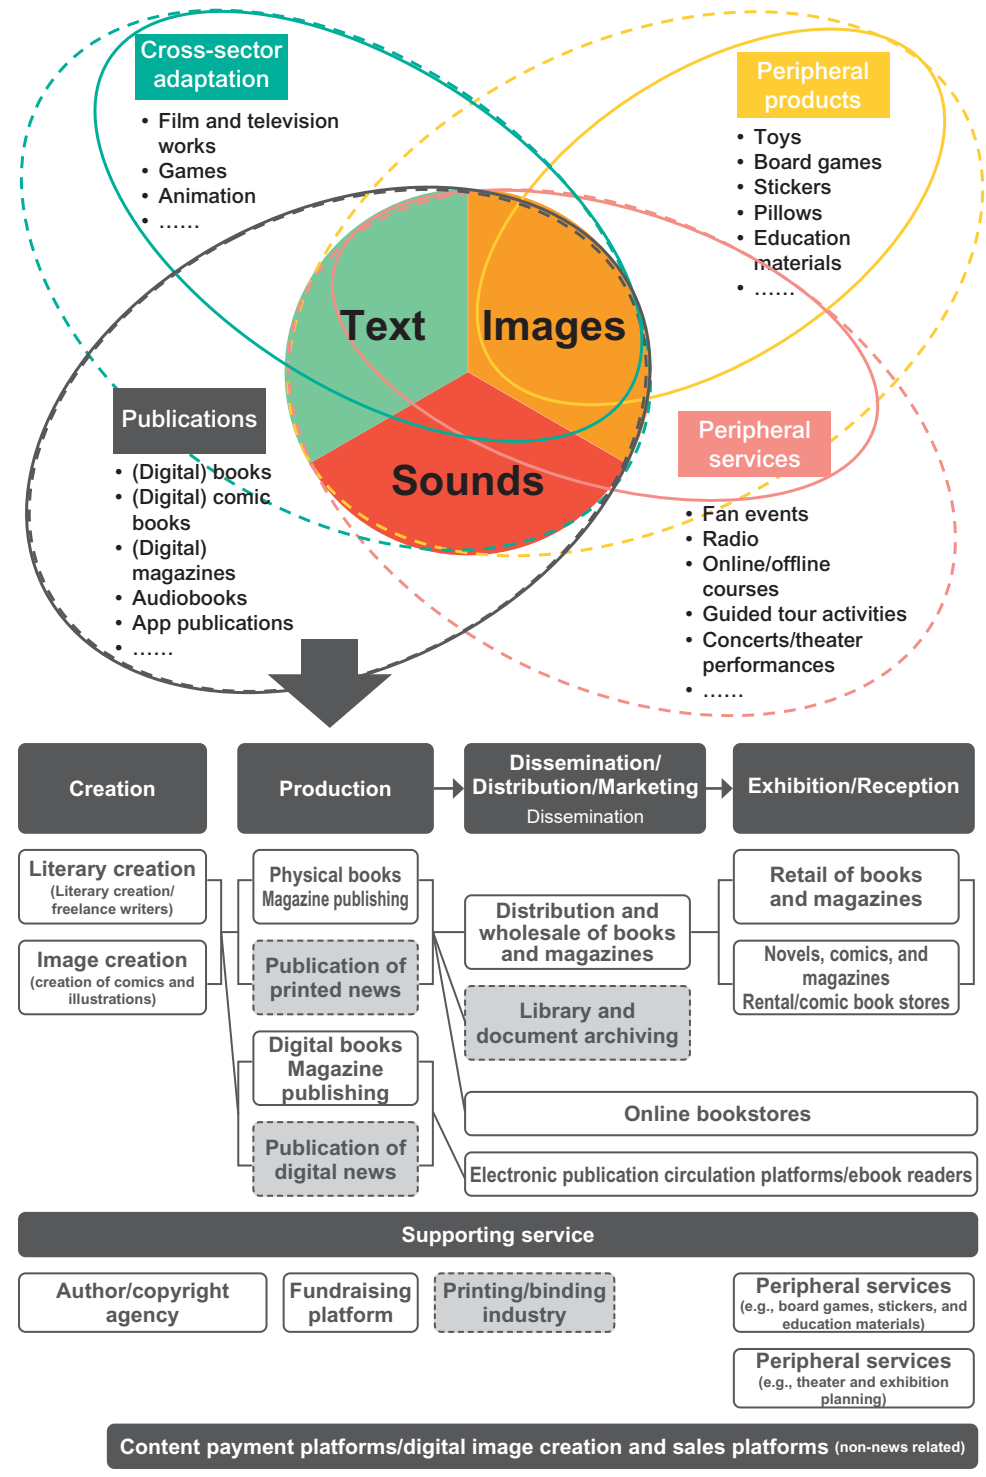 Cross-sector
adaptation
• Film and television
works
• Games
• Animation
• ……
Peripheral
products
• Toys
• Board games
• Stickers
• Pillows
• Education
materials
• ……
Text
Images
Sounds
Publications
• (Digital) books
• (Digital) comic
books
• (Digital)
magazines
• Audiobooks
• App publications
• ……
Peripheral
services
• Fan events
• Radio
• Online/offline
courses
• Guided tour activities
• Concerts/theater
performances
• ……
Creation
Production
Dissemination/
Distribution/Marketing
Dissemination
Exhibition/Reception
Literary creation
(Literary creation/
freelance writers)
Image creation
(creation of comics and
illustrations)
Physical books
Magazine publishing
Publication of
printed news
Digital books
Magazine
publishing
Publication of
digital news
Distribution and
wholesale of books
and magazines
Library and
document archiving
Retail of books
and magazines
Novels, comics, and
magazines
Rental/comic book stores
Online bookstores
Electronic publication circulation platforms/ebook readers
Supporting service
Author/copyright
agency
Fundraising
platform
Printing/binding
industry
Peripheral services
(e.g., board games, stickers, and
education materials)
Peripheral services
(e.g., theater and exhibition
planning)
Content payment platforms/digital image creation and sales platforms (non-news related)